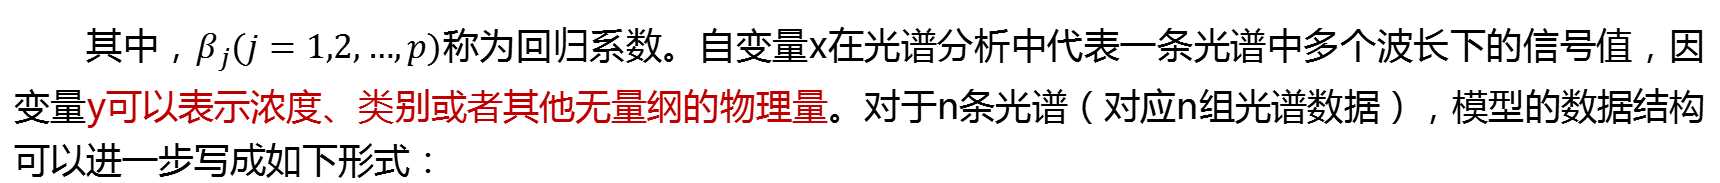 其中，βj(j = 1,2, …, p)称为回归系数。自变量x在光谱分析中代表一条光谱中多个波长下的信号值，因
变量y可以表示浓度、类别或者其他无量纲的物理量。对于n条光谱（对应n组光谱数据），模型的数据结构
可以进一步写成如下形式：